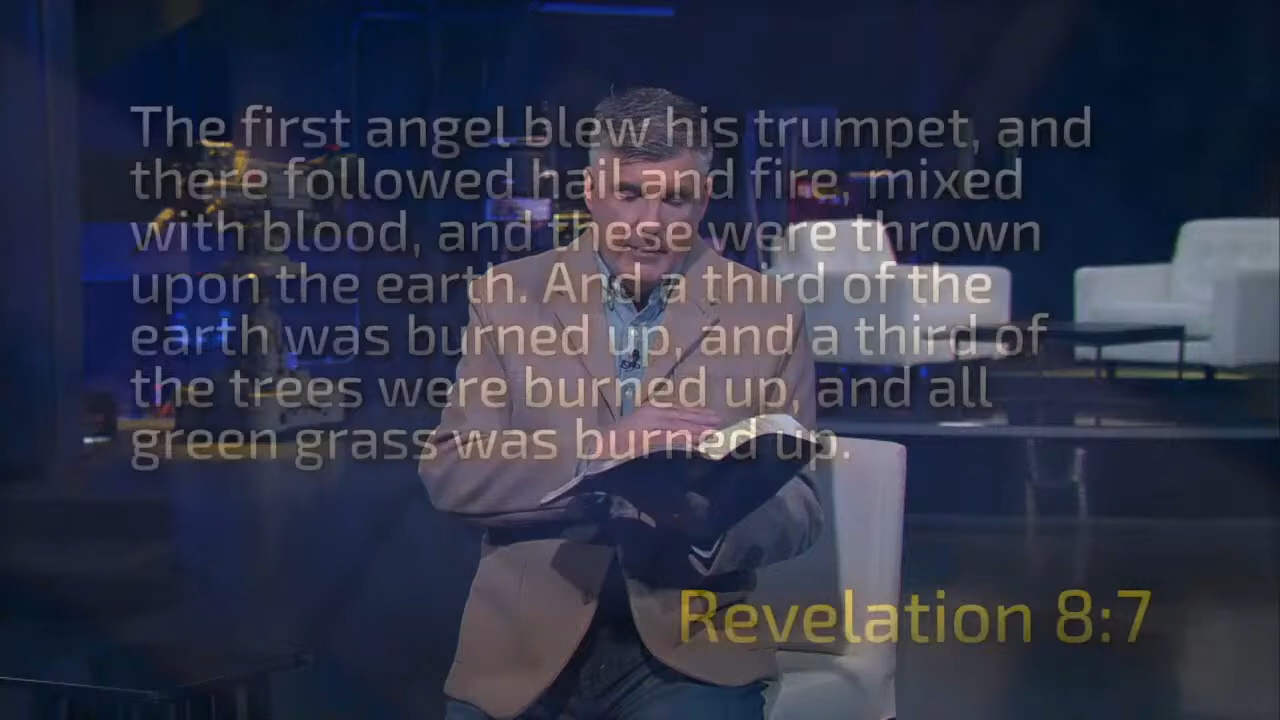 The first angel blew his trumpet, and
there followed hail and fire, mixed
with blood, and these were thrown
upon the earth. And a third of the
earth was burned up, and a third of
the trees were burned up, and all
green grass was burned up.
Revelation 8:7